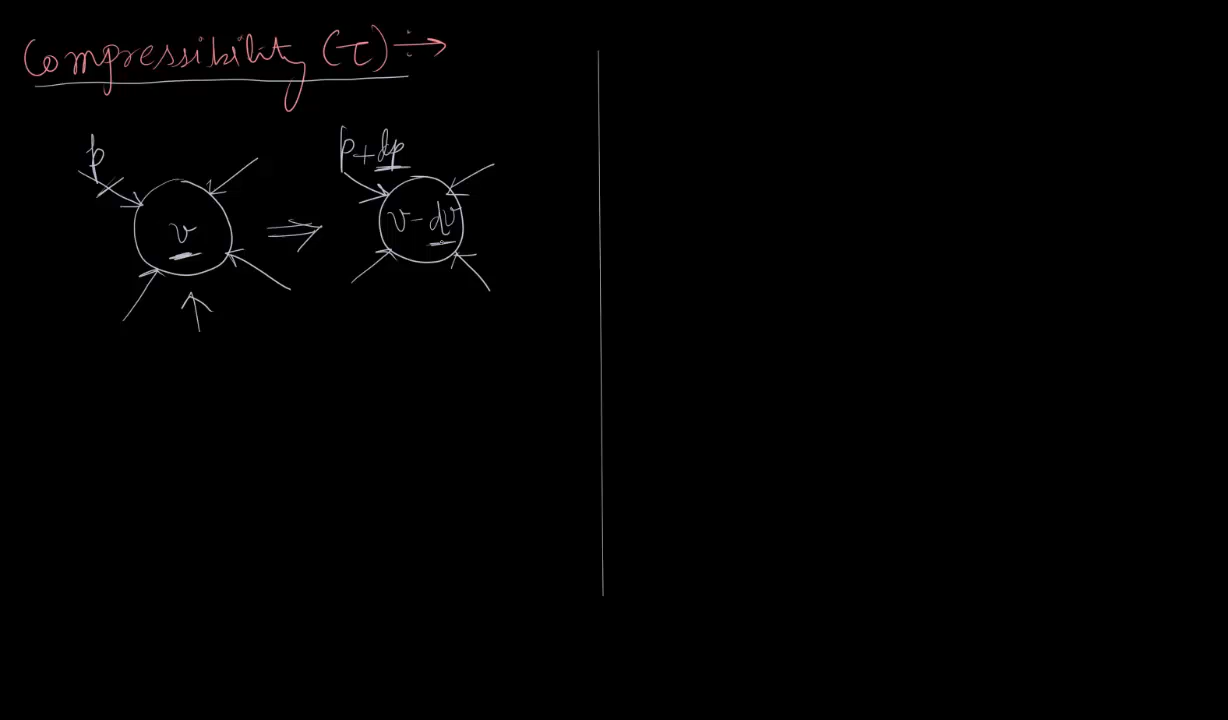 Compressibility (τ) ÷→
p
v
⇒
p+dp
v-dv